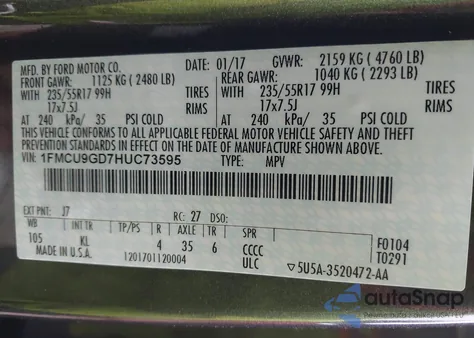 MFD. BY FORD MOTOR CO. DATE: 01/17 GVWR: 2159 KG ( 4760 LB)
FRONT GAWR: 1125 KG ( 2480 LB) REAR GAWR: 1040 KG ( 2293 LB)
WITH 235/55R17 99H TIRES WITH 235/55R17 99H TIRES
17x7.5J RIMS 17x7.5J RIMS
AT 240 kPa/ 35 PSI COLD AT 240 kPa/ 35 PSI COLD
THIS VEHICLE CONFORMS TO ALL APPLICABLE FEDERAL MOTOR VEHICLE SAFETY AND THEFT
PREVENTION STANDARDS IN EFFECT ON THE DATE OF MANUFACTURE SHOWN ABOVE.
1FMCU9GD7HUC73595 TYPE: MPV
EXT PNT: J7 RC: 27 DSO:
WB INT TR TP/PS R AXLE TR SPR F0104
105 KL 4 35 6 CCCC T0291
MADE IN U.S.A. 1201701120004 ULC ▽5U5A-3520472-AA
autoSnap